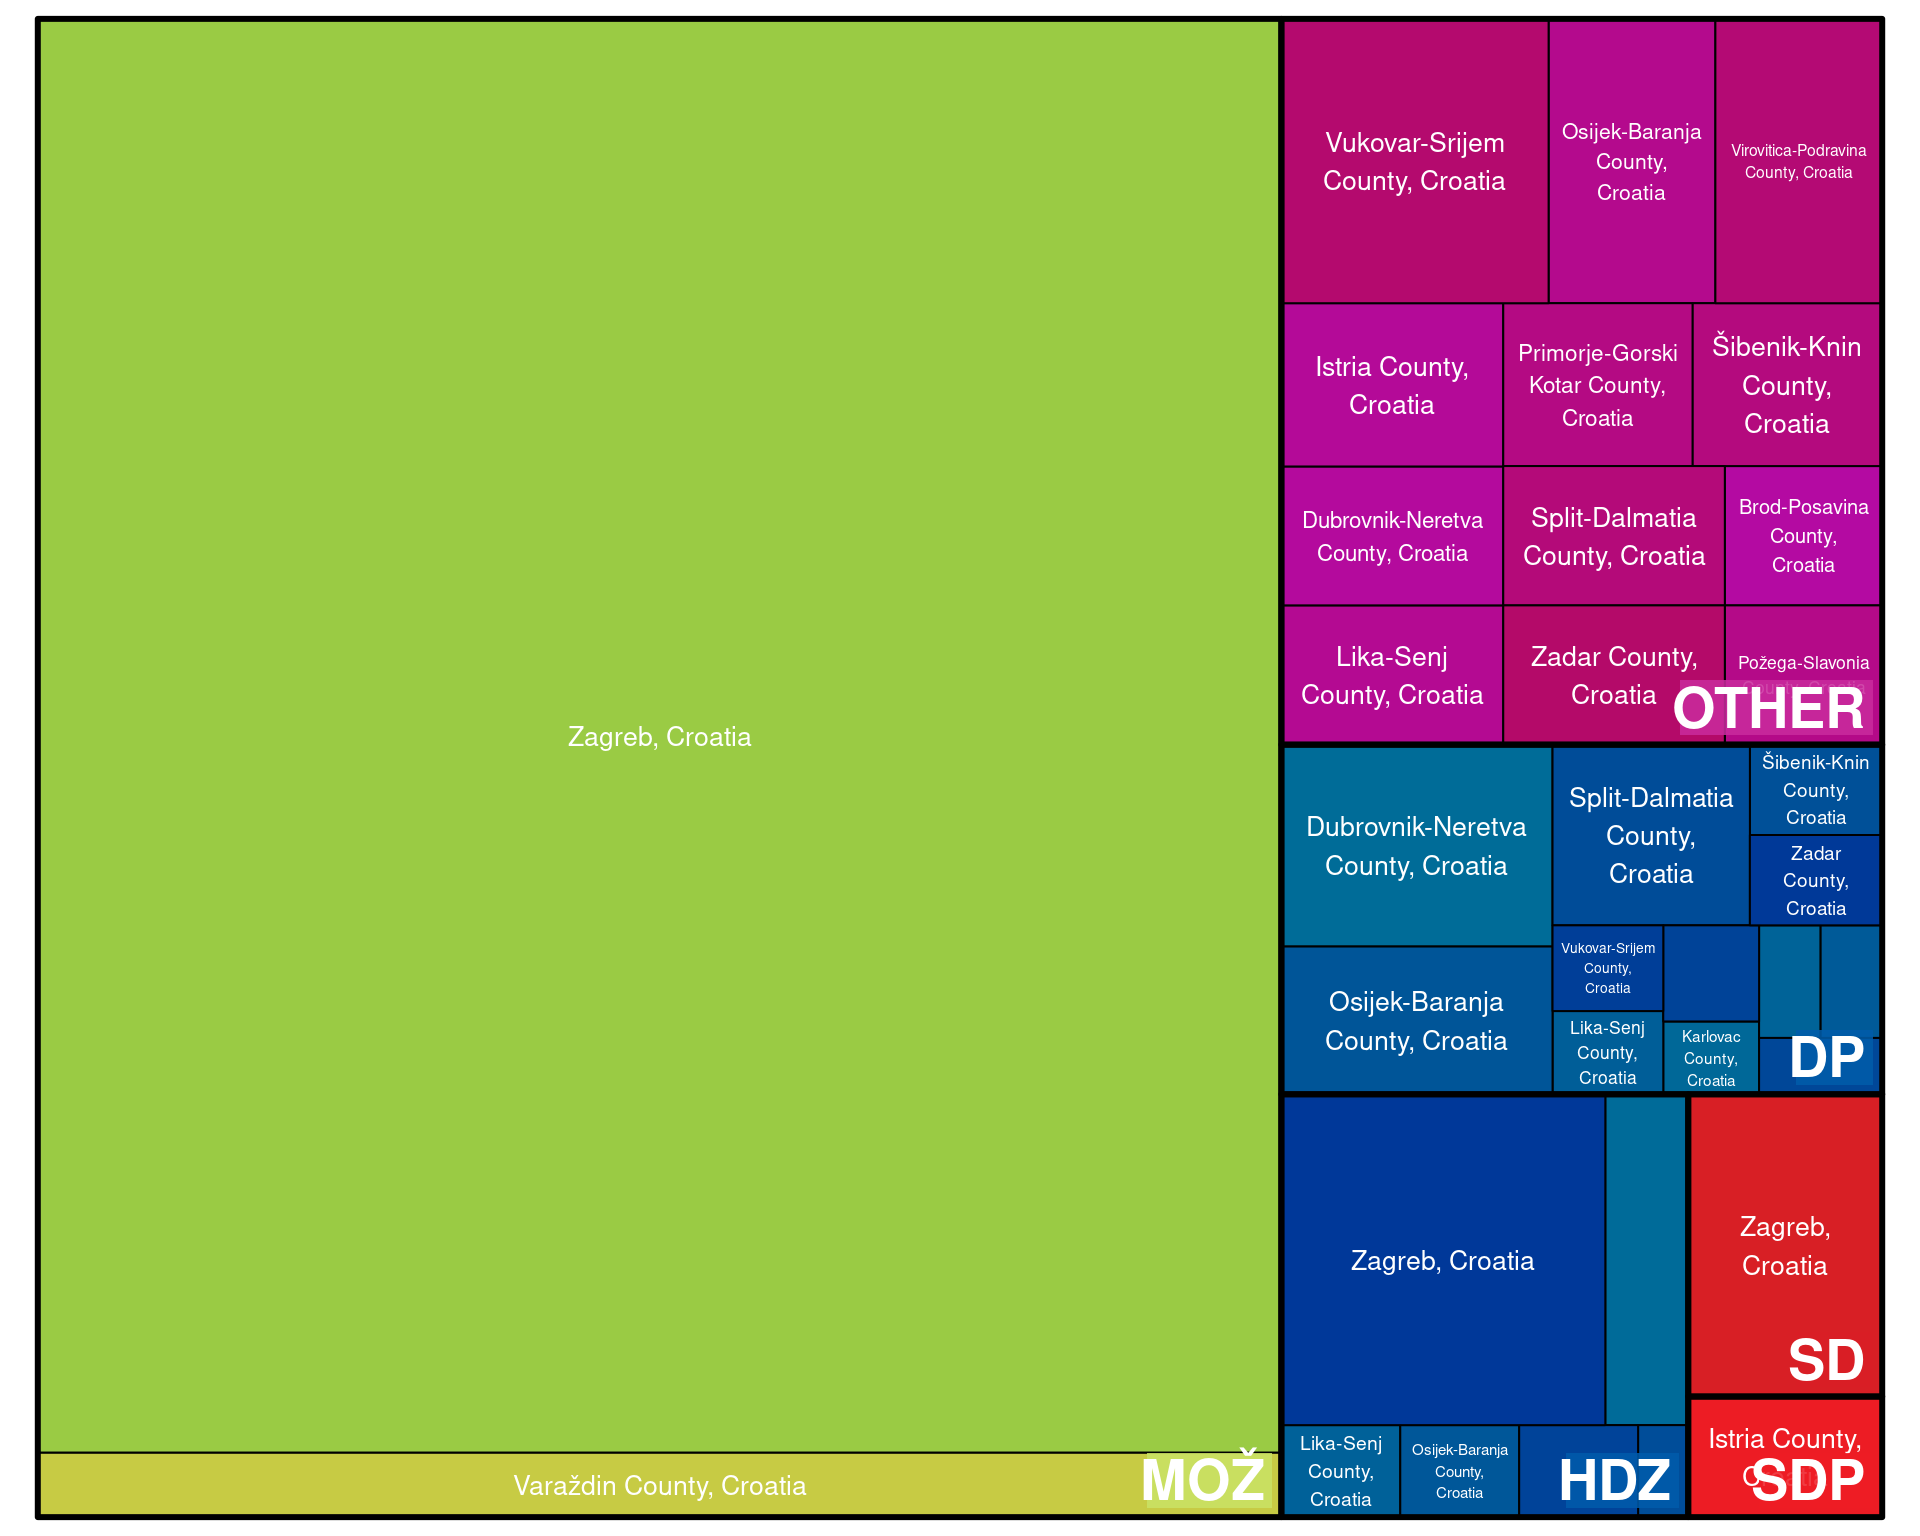 Zagreb, Croatia
Varaždin County, Croatia
MOŽ
Vukovar-Srijem
County, Croatia
Osijek-Baranja
County,
Croatia
Virovitica-Podravina
County, Croatia
Istria County,
Croatia
Primorje-Gorski
Kotar County,
Croatia
Šibenik-Knin
County,
Croatia
Dubrovnik-Neretva
County, Croatia
Split-Dalmatia
County, Croatia
Brod-Posavina
County,
Croatia
Lika-Senj
County, Croatia
Zadar County,
Croatia
Požega-Slavonia
County, Croatia
OTHER
Dubrovnik-Neretva
County, Croatia
Osijek-Baranja
County, Croatia
Split-Dalmatia
County,
Croatia
Šibenik-Knin
County,
Croatia
Zadar
County,
Croatia
Vukovar-Srijem
County,
Croatia
Lika-Senj
County,
Croatia
Karlovac
County,
Croatia
DP
Zagreb, Croatia
Lika-Senj
County,
Croatia
Osijek-Baranja
County,
Croatia
HDZ
Zagreb,
Croatia
SD
Istria County,
SDP